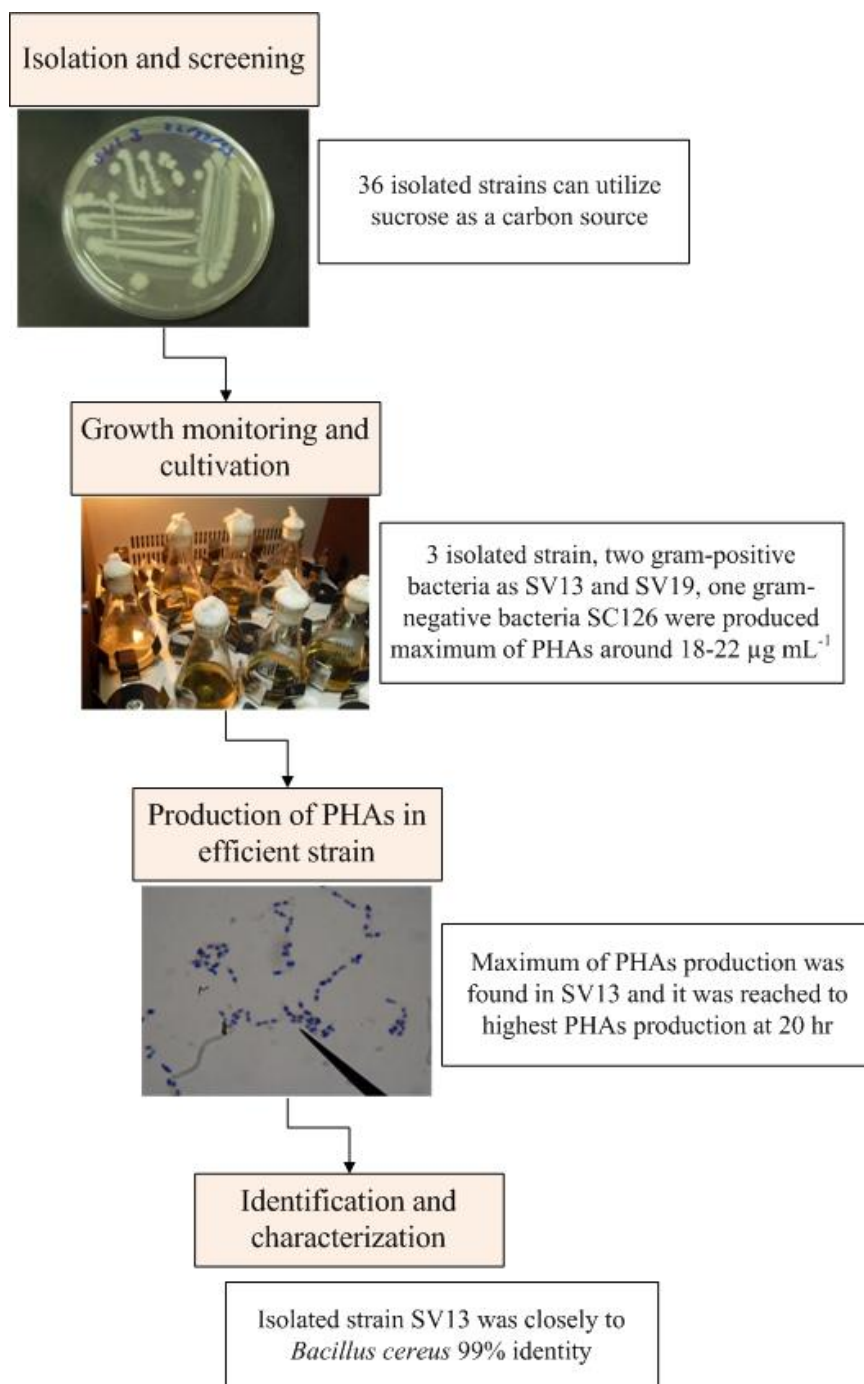 Isolation and screening
36 isolated strains can utilize
sucrose as a carbon source
Growth monitoring and
cultivation
3 isolated strain, two gram-positive
bacteria as SV13 and SV19, one gram-
negative bacteria SC126 were produced
maximum of PHAs around 18-22 µg mL⁻¹
Production of PHAs in
efficient strain
Maximum of PHAs production was
found in SV13 and it was reached to
highest PHAs production at 20 hr
Identification and
characterization
Isolated strain SV13 was closely to
Bacillus cereus 99% identity